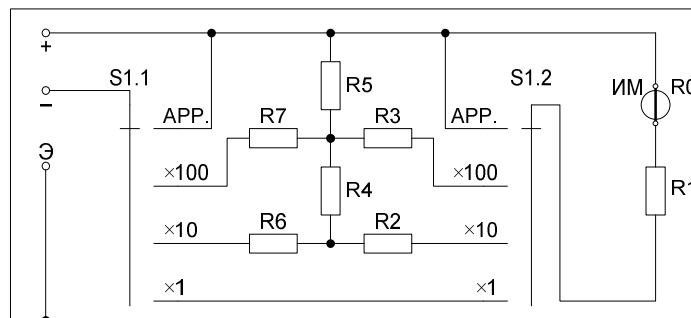 +
S1.1
S1.2
ИМ
R0
R5
−
APP.
R7
R3
APP.
Э
×100
×100
R4
R1
×10
R6
R2
×10
×1
×1